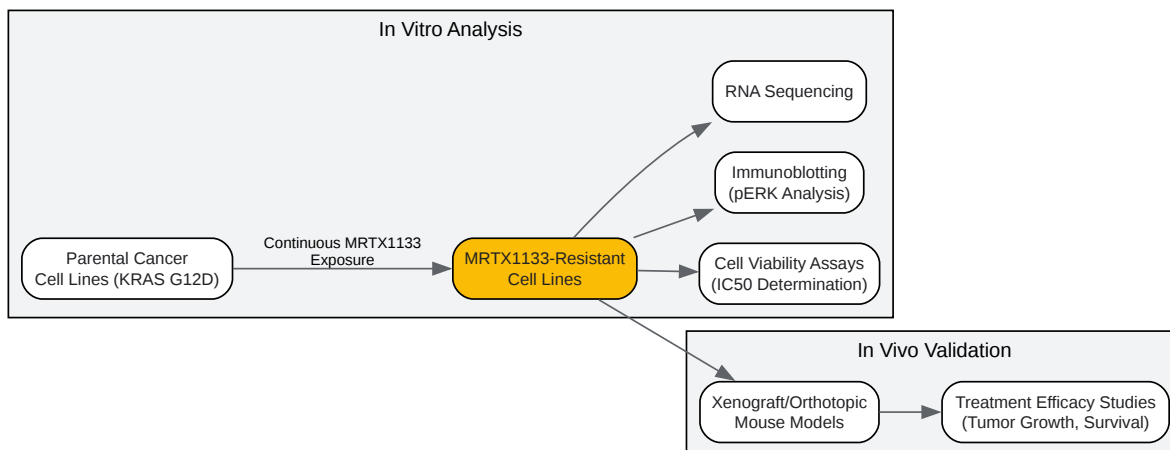 In Vitro Analysis
RNA Sequencing
Immunoblotting
(pERK Analysis)
Continuous MRTX1133
Exposure
Parental Cancer
Cell Lines (KRAS G12D)
MRTX1133-Resistant
Cell Lines
Cell Viability Assays
(IC50 Determination)
In Vivo Validation
Xenograft/Orthotopic
Mouse Models
Treatment Efficacy Studies
(Tumor Growth, Survival)